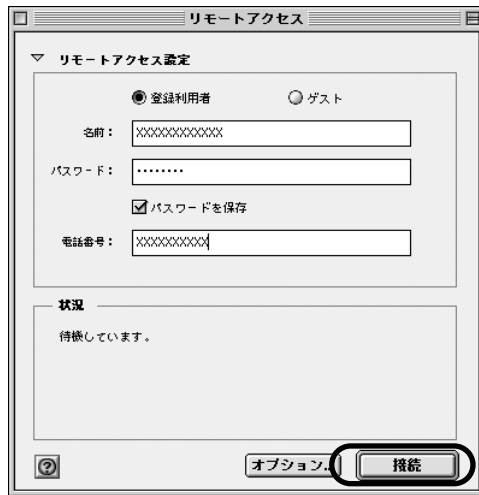 リモートアクセス
リモートアクセス設定
登録利用者 ゲスト
名前： XXXXXXXXXXXX
パスワード： ••••••••
パスワードを保存
電話番号： XXXXXXXXXX
状況
待機しています。
? オプション... 接続